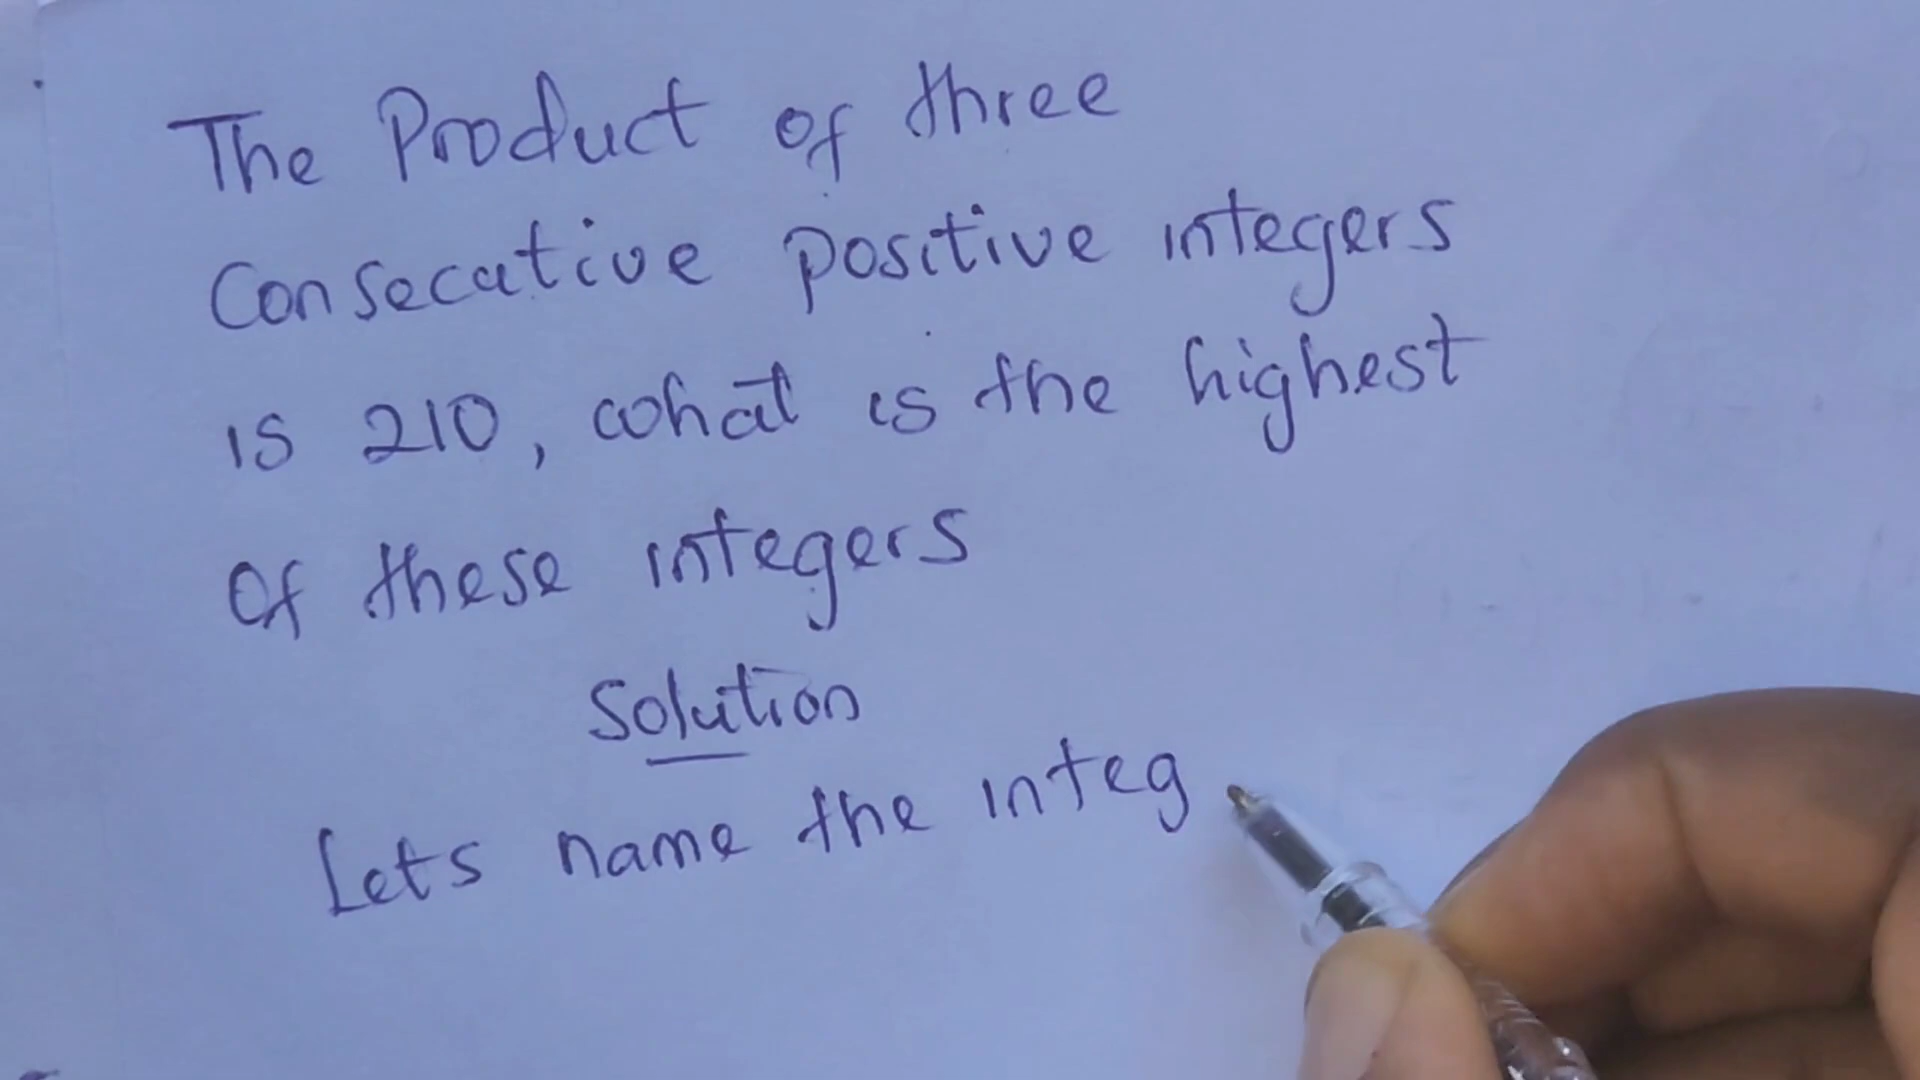 The Product of three
Consecutive positive integers
is 210, what is the highest
Of these integers
Solution
Lets name the integ